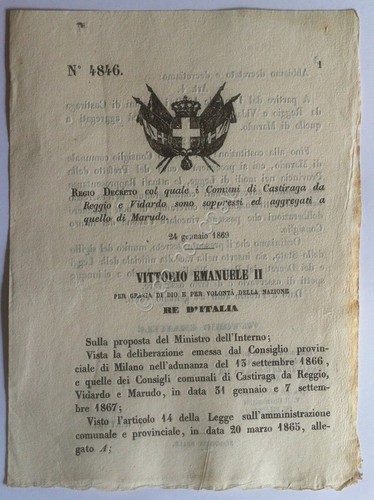 N° 4846.
1
REGIO DECRETO col quale i Comuni di Castiraga da
Reggio e Vidardo sono soppressi ed aggregati a
quello di Marudo.
24 gennaio 1869
VITTORIO EMANUELE II
PER GRAZIA DI DIO E PER VOLONTÀ DELLA NAZIONE
RE D'ITALIA
Sulla proposta del Ministro dell'Interno;
Vista la deliberazione emessa dal Consiglio provin-
ciale di Milano nell'adunanza del 13 settembre 1866,
e quelle dei Consigli comunali di Castiraga da Reggio,
Vidardo e Marudo, in data 31 gennaio e 7 settem-
bre 1867;
Visto l'articolo 14 della Legge sull'amministrazione
comunale e provinciale, in data 20 marzo 1865, alle-
gato A;